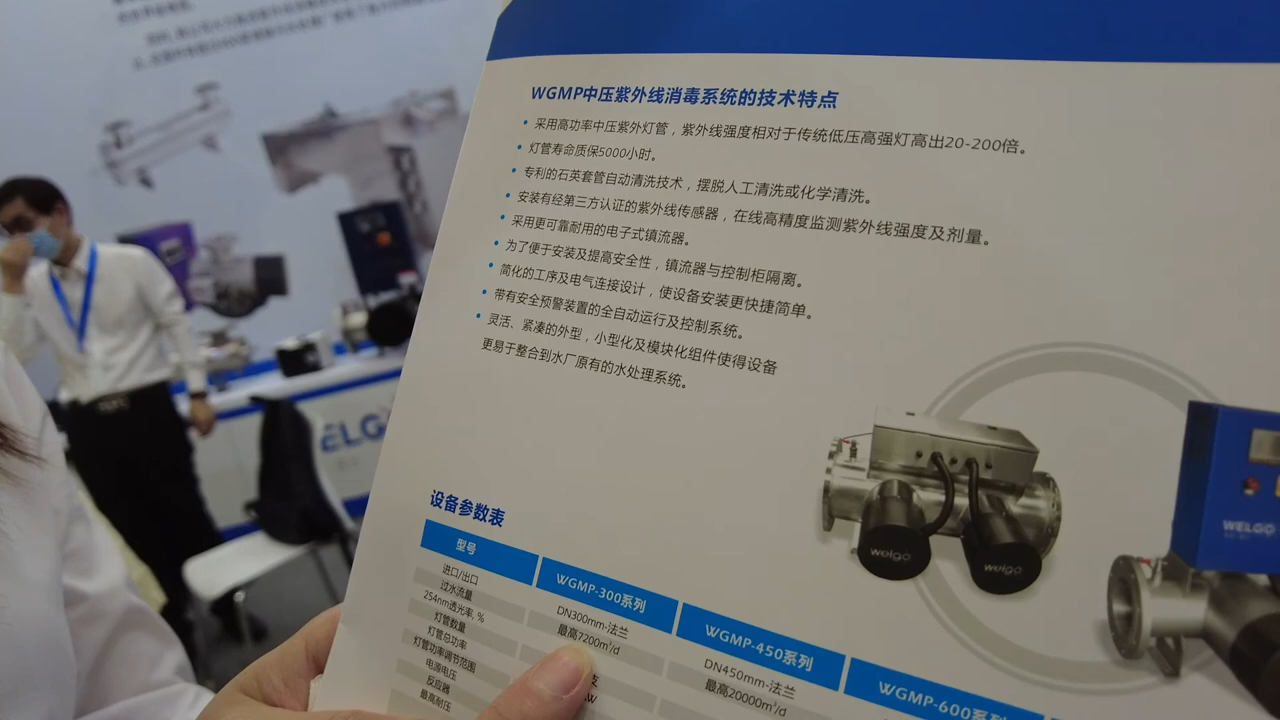 WGMP中压紫外线消毒系统的技术特点
• 采用高功率中压紫外灯管，紫外线强度相对于传统低压高强灯高出20-200倍。
• 灯管寿命质保5000小时。
• 专利的石英套管自动清洗技术，摆脱人工清洗或化学清洗。
• 安装有经第三方认证的紫外线传感器，在线高精度监测紫外线强度及剂量。
• 采用更可靠耐用的电子式镇流器。
• 为了便于安装及提高安全性，镇流器与控制柜隔离。
• 简化的工序及电气连接设计，使设备安装更快捷简单。
• 带有安全预警装置的全自动运行及控制系统。
• 灵活、紧凑的外型，小型化及模块化组件使得设备
更易于整合到水厂原有的水处理系统。
welgo
welgo
WELGO
ELG
设备参数表
型号 WGMP-300系列 WGMP-450系列 WGMP-600系列
进口/出口 DN300mm-法兰 DN450mm-法兰
过水流量 最高7200m³/d 最高20000m³/d
254nm透光率, %
灯管数量 支
灯管总功率 W
灯管功率调节范围
电源电压
反应器
最高耐压